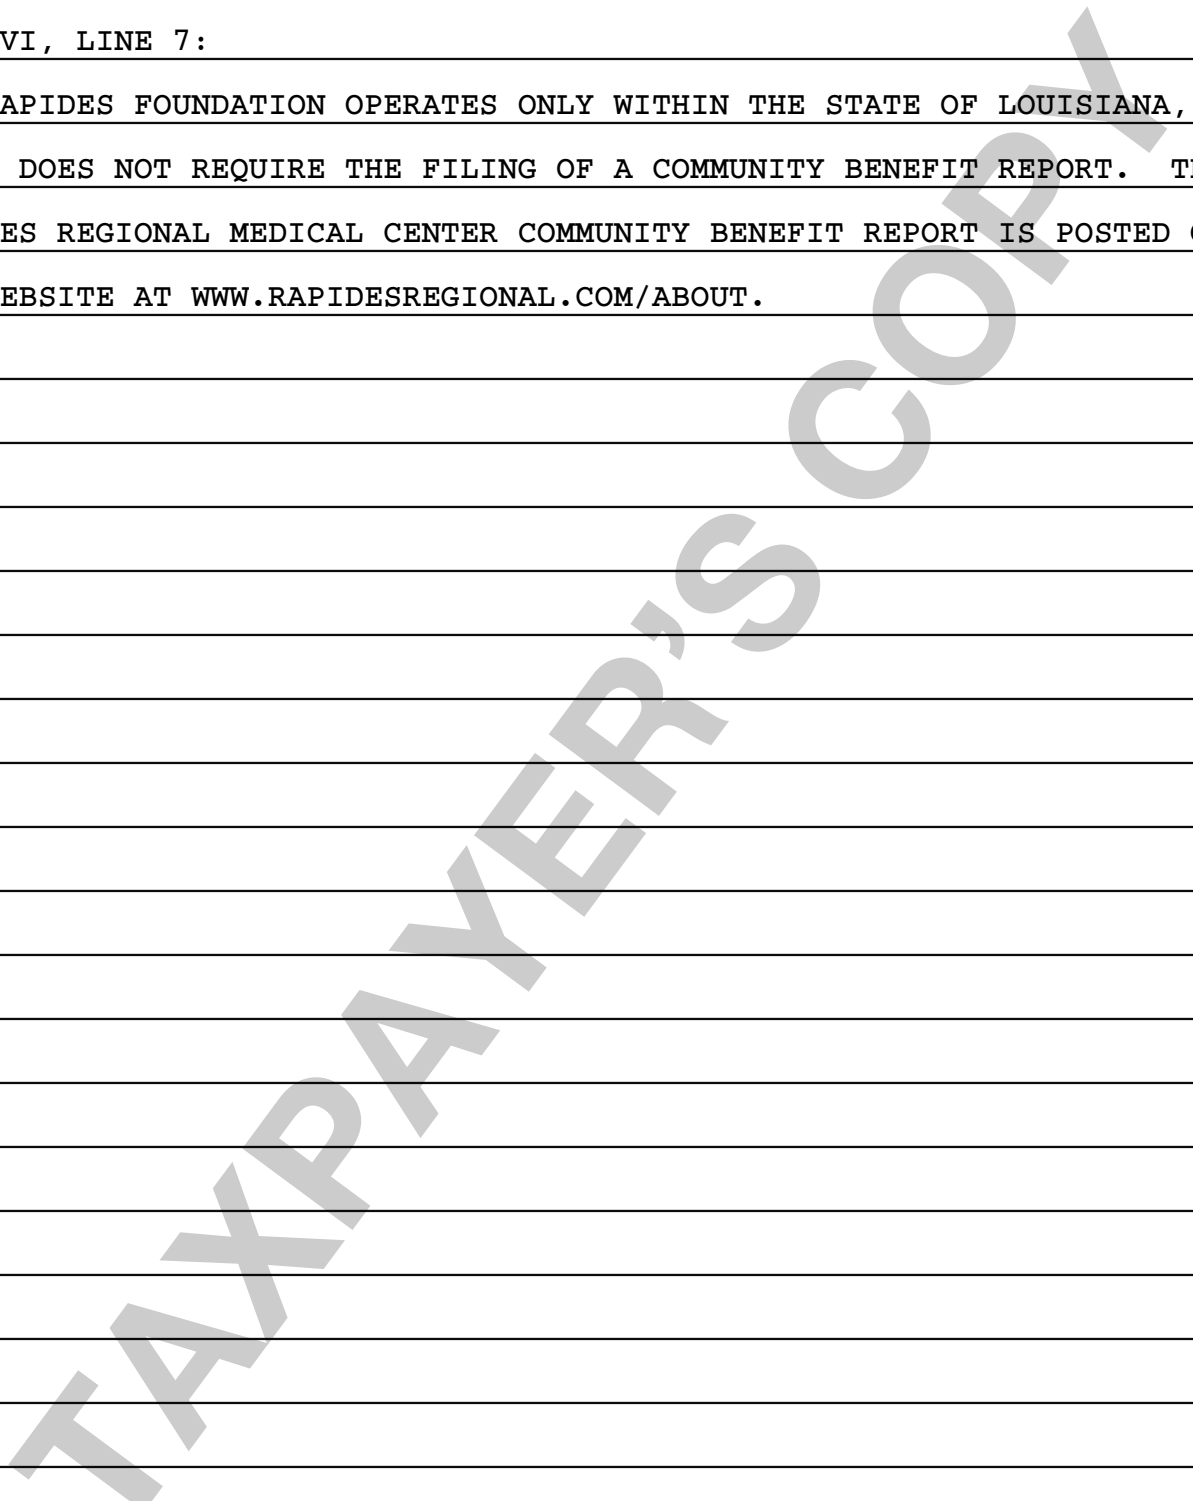 VI, LINE 7:
APIDES FOUNDATION OPERATES ONLY WITHIN THE STATE OF LOUISIANA,
DOES NOT REQUIRE THE FILING OF A COMMUNITY BENEFIT REPORT.
ES REGIONAL MEDICAL CENTER COMMUNITY BENEFIT REPORT IS POSTED
EBSITE AT WWW.RAPIDESREGIONAL.COM/ABOUT.
TAXPAYER’S COPY